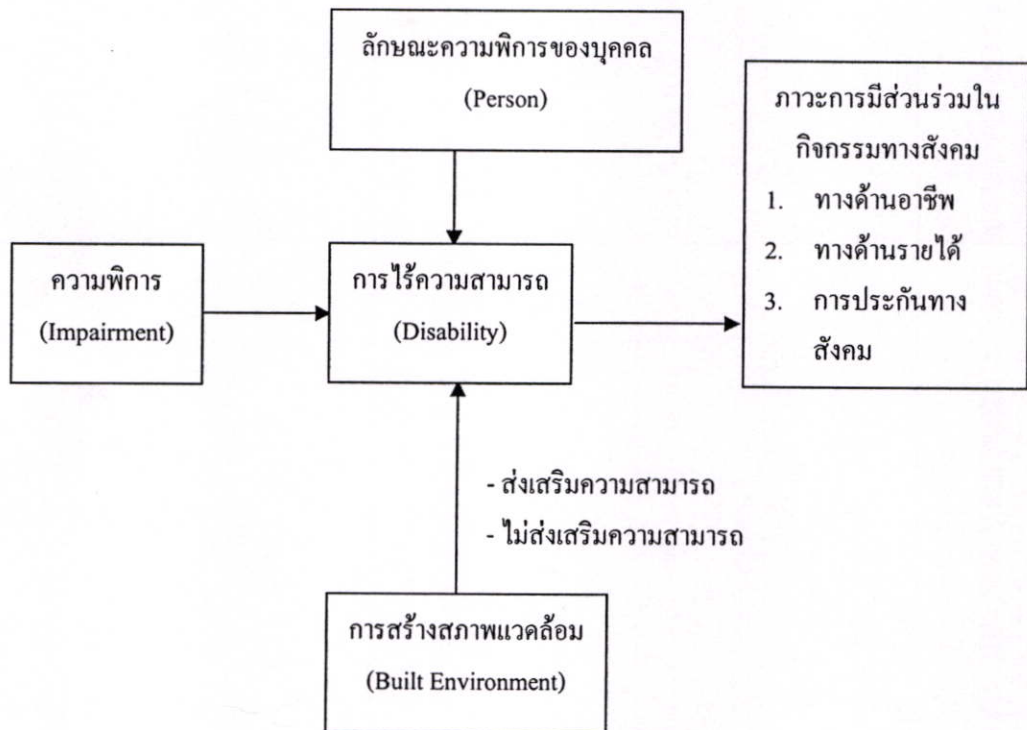 ลักษณะความพิการของบุคคล
(Person)
ภาวะการมีส่วนร่วมใน
กิจกรรมทางสังคม
1. ทางด้านอาชีพ
2. ทางด้านรายได้
3. การประกันทาง
สังคม
ความพิการ
(Impairment)
การไร้ความสามารถ
(Disability)
- ส่งเสริมความสามารถ
- ไม่ส่งเสริมความสามารถ
การสร้างสภาพแวดล้อม
(Built Environment)